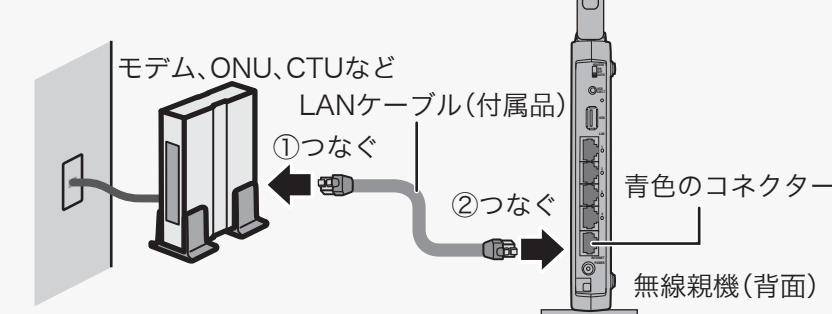 モデム、ONU、CTUなど
LANケーブル(付属品)
①つなぐ
②つなぐ
青色のコネクター
無線親機(背面)